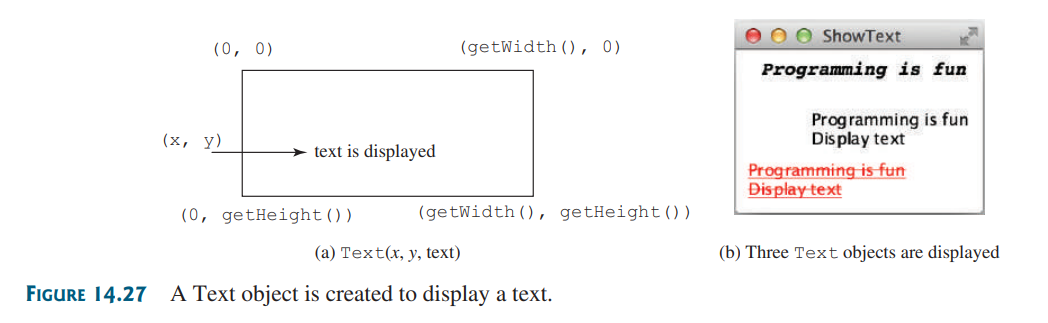 (0, 0)
(getWidth(), 0)
(x, y)
text is displayed
(0, getHeight())
(getWidth(), getHeight())
(a) Text(x, y, text)
ShowText
Programming is fun
Programming is fun
Display text
Programming is fun
Display text
(b) Three Text objects are displayed
FIGURE 14.27 A Text object is created to display a text.